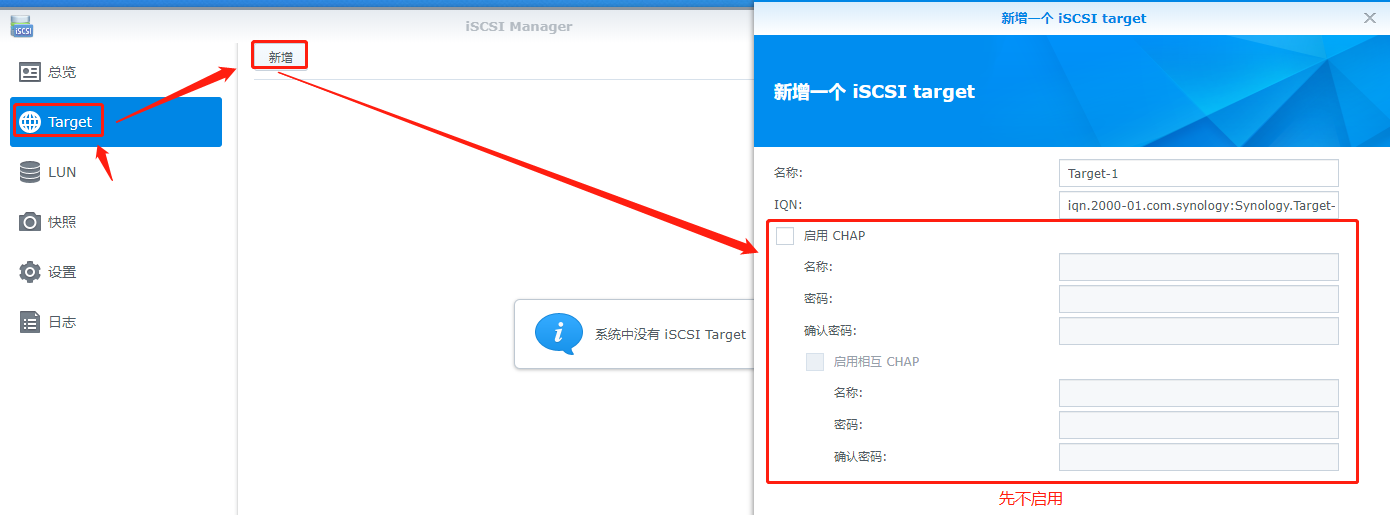 iSCSI
iSCSI Manager
总览
Target
LUN
快照
设置
日志
新增
系统中没有 iSCSI Target
新增一个 iSCSI target
新增一个 iSCSI target
名称:
Target-1
IQN:
iqn.2000-01.com.synology:Synology.Target-
启用 CHAP
名称:
密码:
确认密码:
启用相互 CHAP
名称:
密码:
确认密码:
先不启用